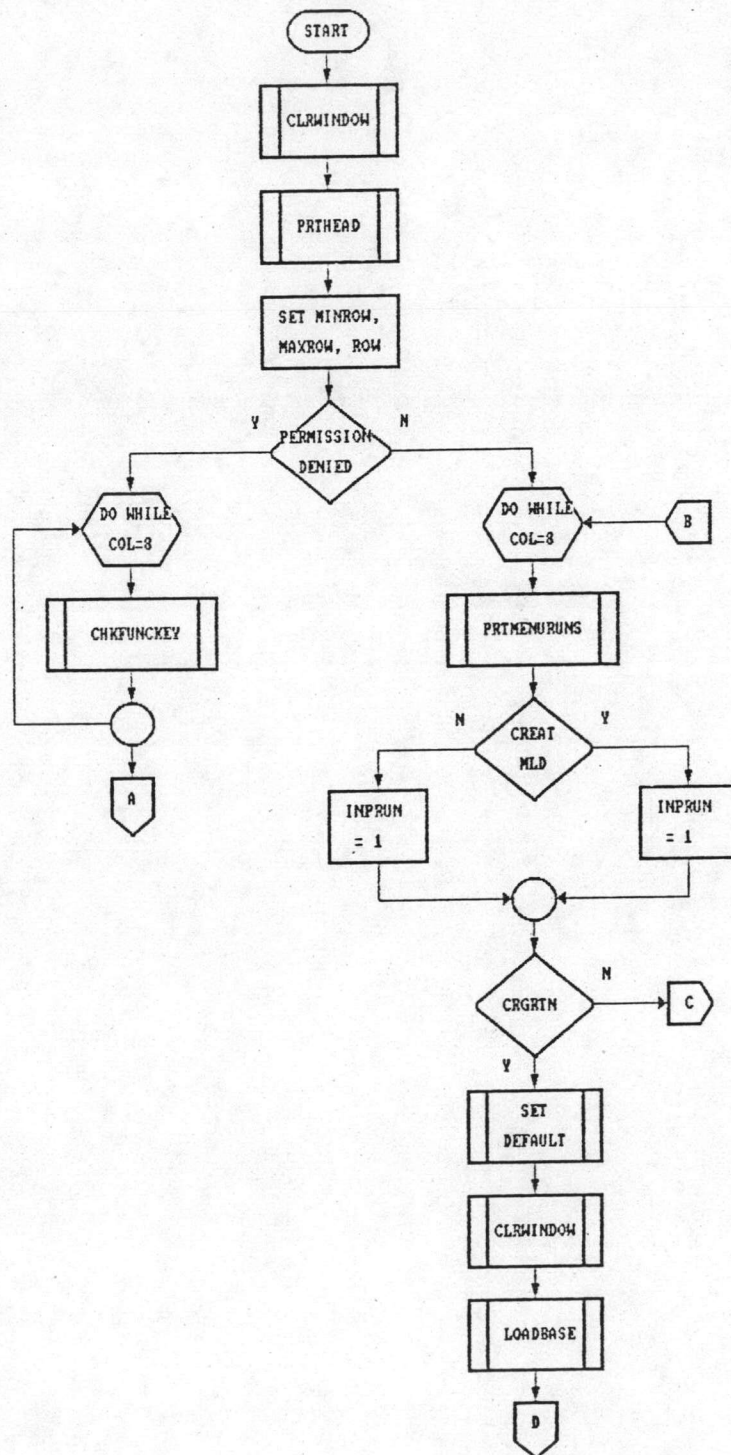 START
CLRWINDOW
PRTHEAD
SET MINROW,
MAXROW, ROW
Y
N
PERMISSION
DENIED
DO WHILE
COL=8
DO WHILE
COL=8
B
CHKFUNCKEY
PRTMENURUNS
N
Y
CREAT
MLD
A
INPRUN
= 1
INPRUN
= 1
N
CRGRTN
C
Y
SET
DEFAULT
CLRWINDOW
LOADBASE
D